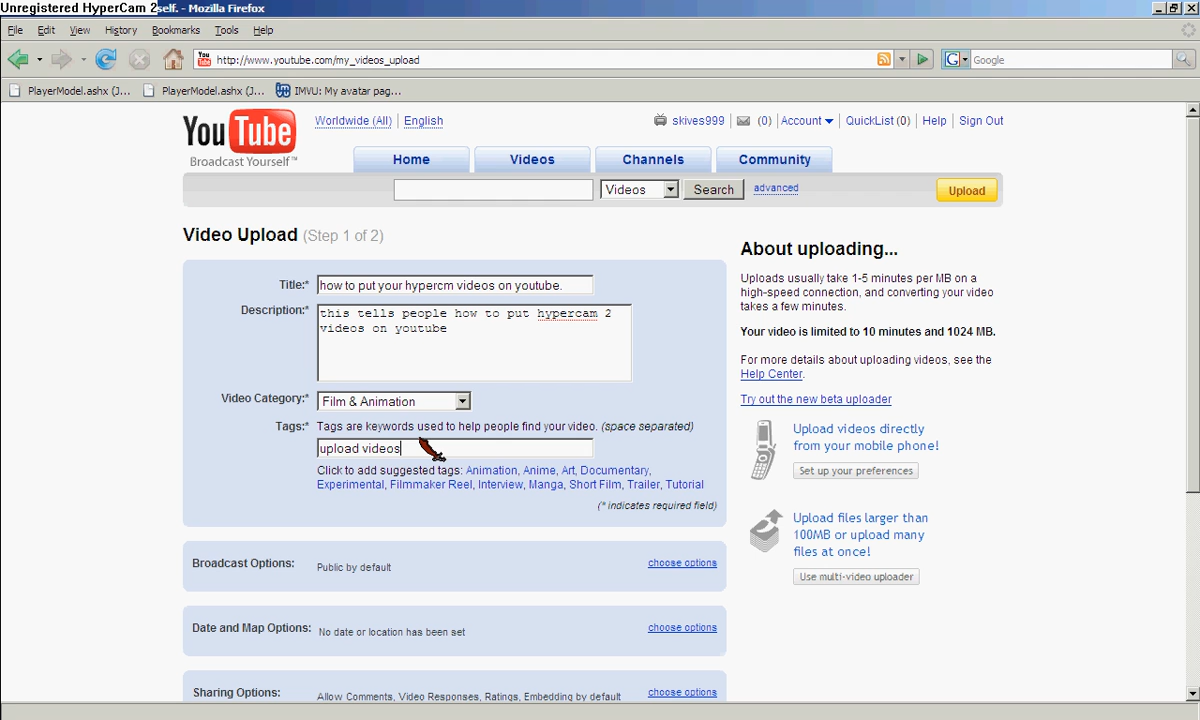 Unregistered HyperCam 2self. - Mozilla Firefox
File Edit View History Bookmarks Tools Help
You Tube http://www.youtube.com/my_videos_upload G Google
PlayerModel.ashx (J... PlayerModel.ashx (J... IMVU: My avatar pag...
YouTube Worldwide (All) English skives999 (0) Account QuickList (0) Help Sign Out
Broadcast Yourself™ Home Videos Channels Community
Videos Search advanced Upload
Video Upload (Step 1 of 2)
Title:* how to put your hypercm videos on youtube.
Description:* this tells people how to put hypercam 2
videos on youtube
Video Category:* Film & Animation
Tags:* Tags are keywords used to help people find your video. (space separated)
upload videos
Click to add suggested tags: Animation, Anime, Art, Documentary,
Experimental, Filmmaker Reel, Interview, Manga, Short Film, Trailer, Tutorial
(* indicates required field)
Broadcast Options: Public by default choose options
Date and Map Options: No date or location has been set choose options
Sharing Options: Allow Comments, Video Responses, Ratings, Embedding by default choose options
About uploading...
Uploads usually take 1-5 minutes per MB on a
high-speed connection, and converting your video
takes a few minutes.
Your video is limited to 10 minutes and 1024 MB.
For more details about uploading videos, see the
Help Center.
Try out the new beta uploader
Upload videos directly
from your mobile phone!
Set up your preferences
Upload files larger than
100MB or upload many
files at once!
Use multi-video uploader